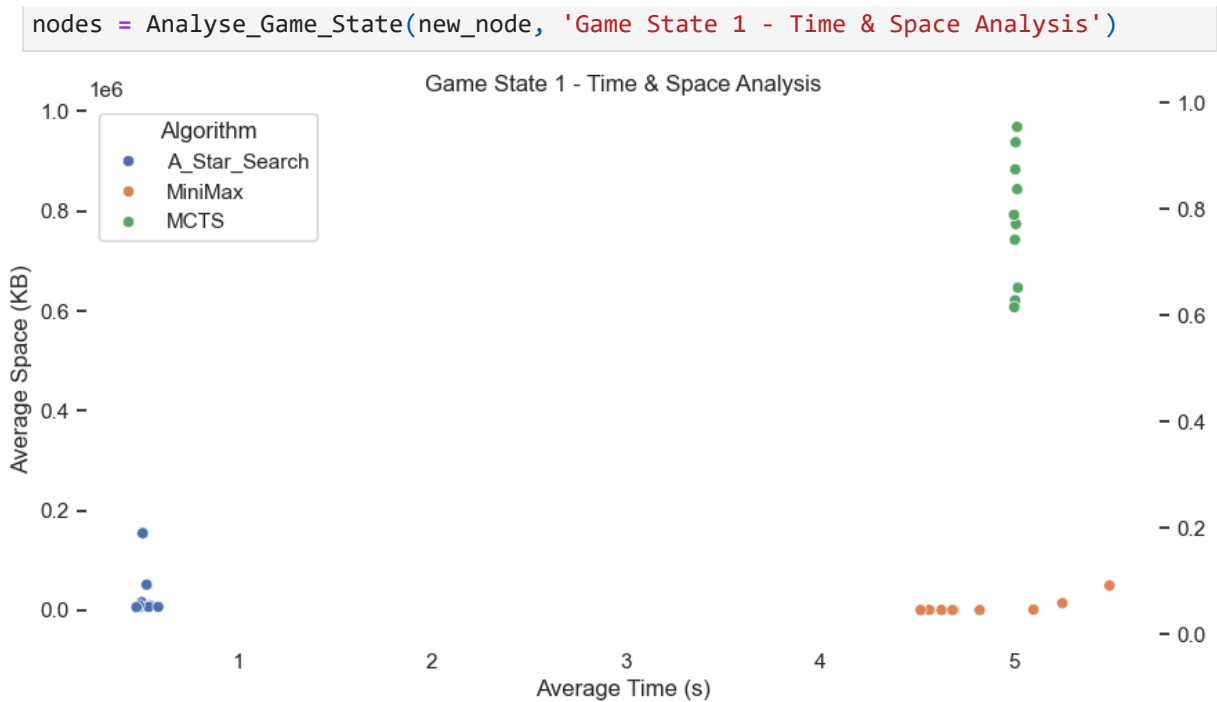 nodes = Analyse_Game_State(new_node, 'Game State 1 - Time & Space Analysis')
Game State 1 - Time & Space Analysis
1e6
1.0
0.8
0.6
0.4
0.2
0.0
Average Space (KB)
Algorithm
A_Star_Search
MiniMax
MCTS
1.0
0.8
0.6
0.4
0.2
0.0
1 2 3 4 5
Average Time (s)